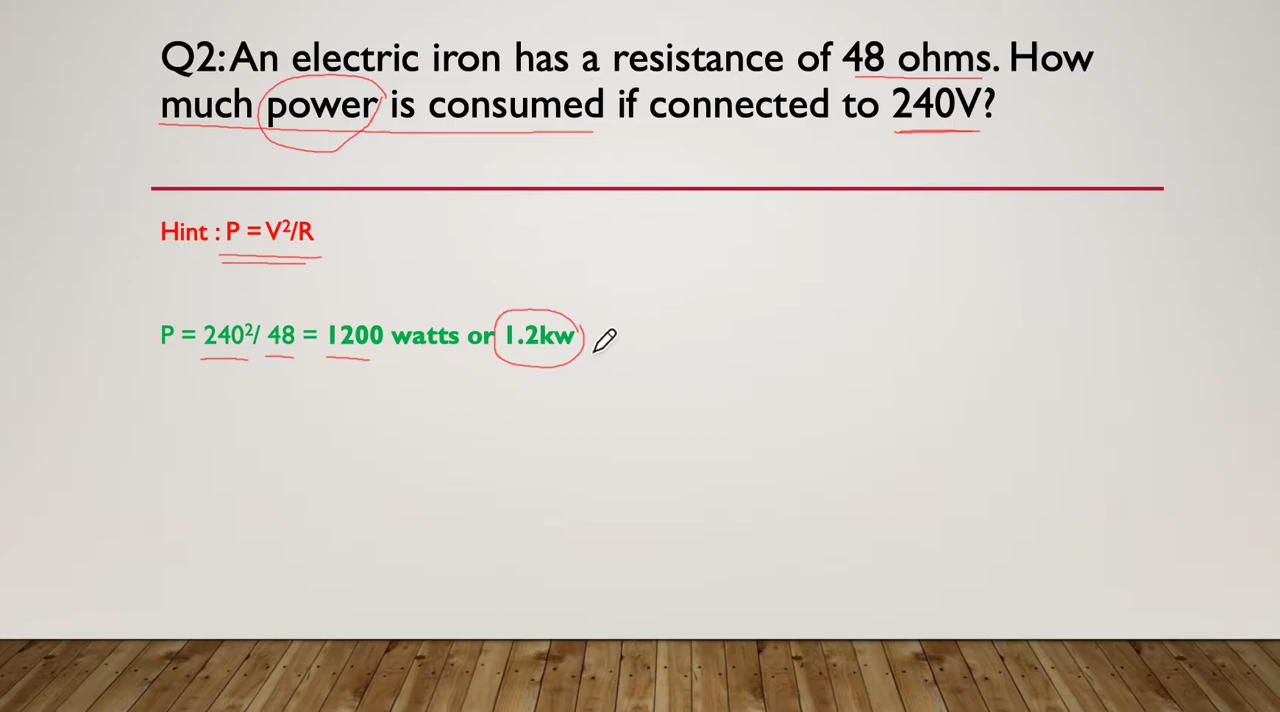 Q2: An electric iron has a resistance of 48 ohms. How
much power is consumed if connected to 240V?
Hint : P = V²/R
P = 240²/ 48 = 1200 watts or 1.2kw